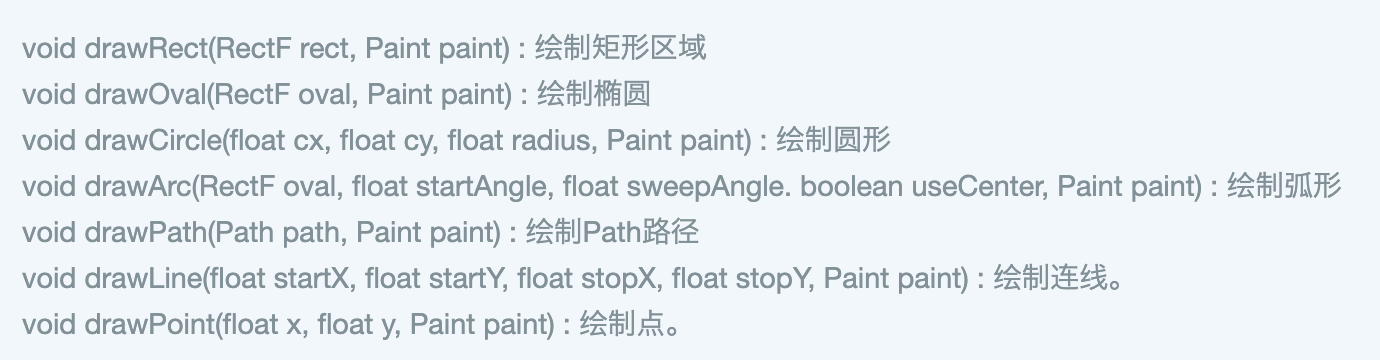 void drawRect(RectF rect, Paint paint) : 绘制矩形区域
void drawOval(RectF oval, Paint paint) : 绘制椭圆
void drawCircle(float cx, float cy, float radius, Paint paint) : 绘制圆形
void drawArc(RectF oval, float startAngle, float sweepAngle. boolean useCenter, Paint paint) : 绘制弧形
void drawPath(Path path, Paint paint) : 绘制Path路径
void drawLine(float startX, float startY, float stopX, float stopY, Paint paint) : 绘制连线。
void drawPoint(float x, float y, Paint paint) : 绘制点。